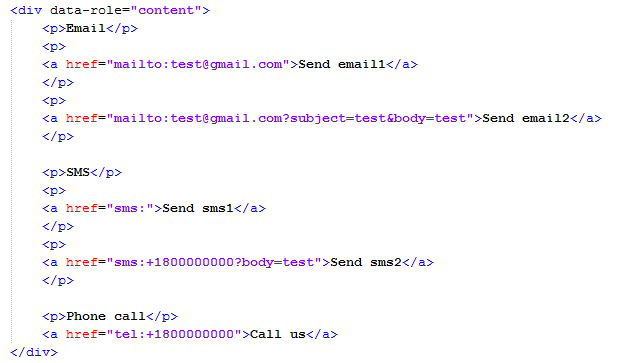 <div data-role="content">
<p>Email</p>
<p>
<a href="mailto:test@gmail.com">Send email1</a>
</p>
<p>
<a href="mailto:test@gmail.com?subject=test&body=test">Send email2</a>
</p>
<p>SMS</p>
<p>
<a href="sms:">Send sms1</a>
</p>
<p>
<a href="sms:+1800000000?body=test">Send sms2</a>
</p>
<p>Phone call</p>
<a href="tel:+1800000000">Call us</a>
</div>